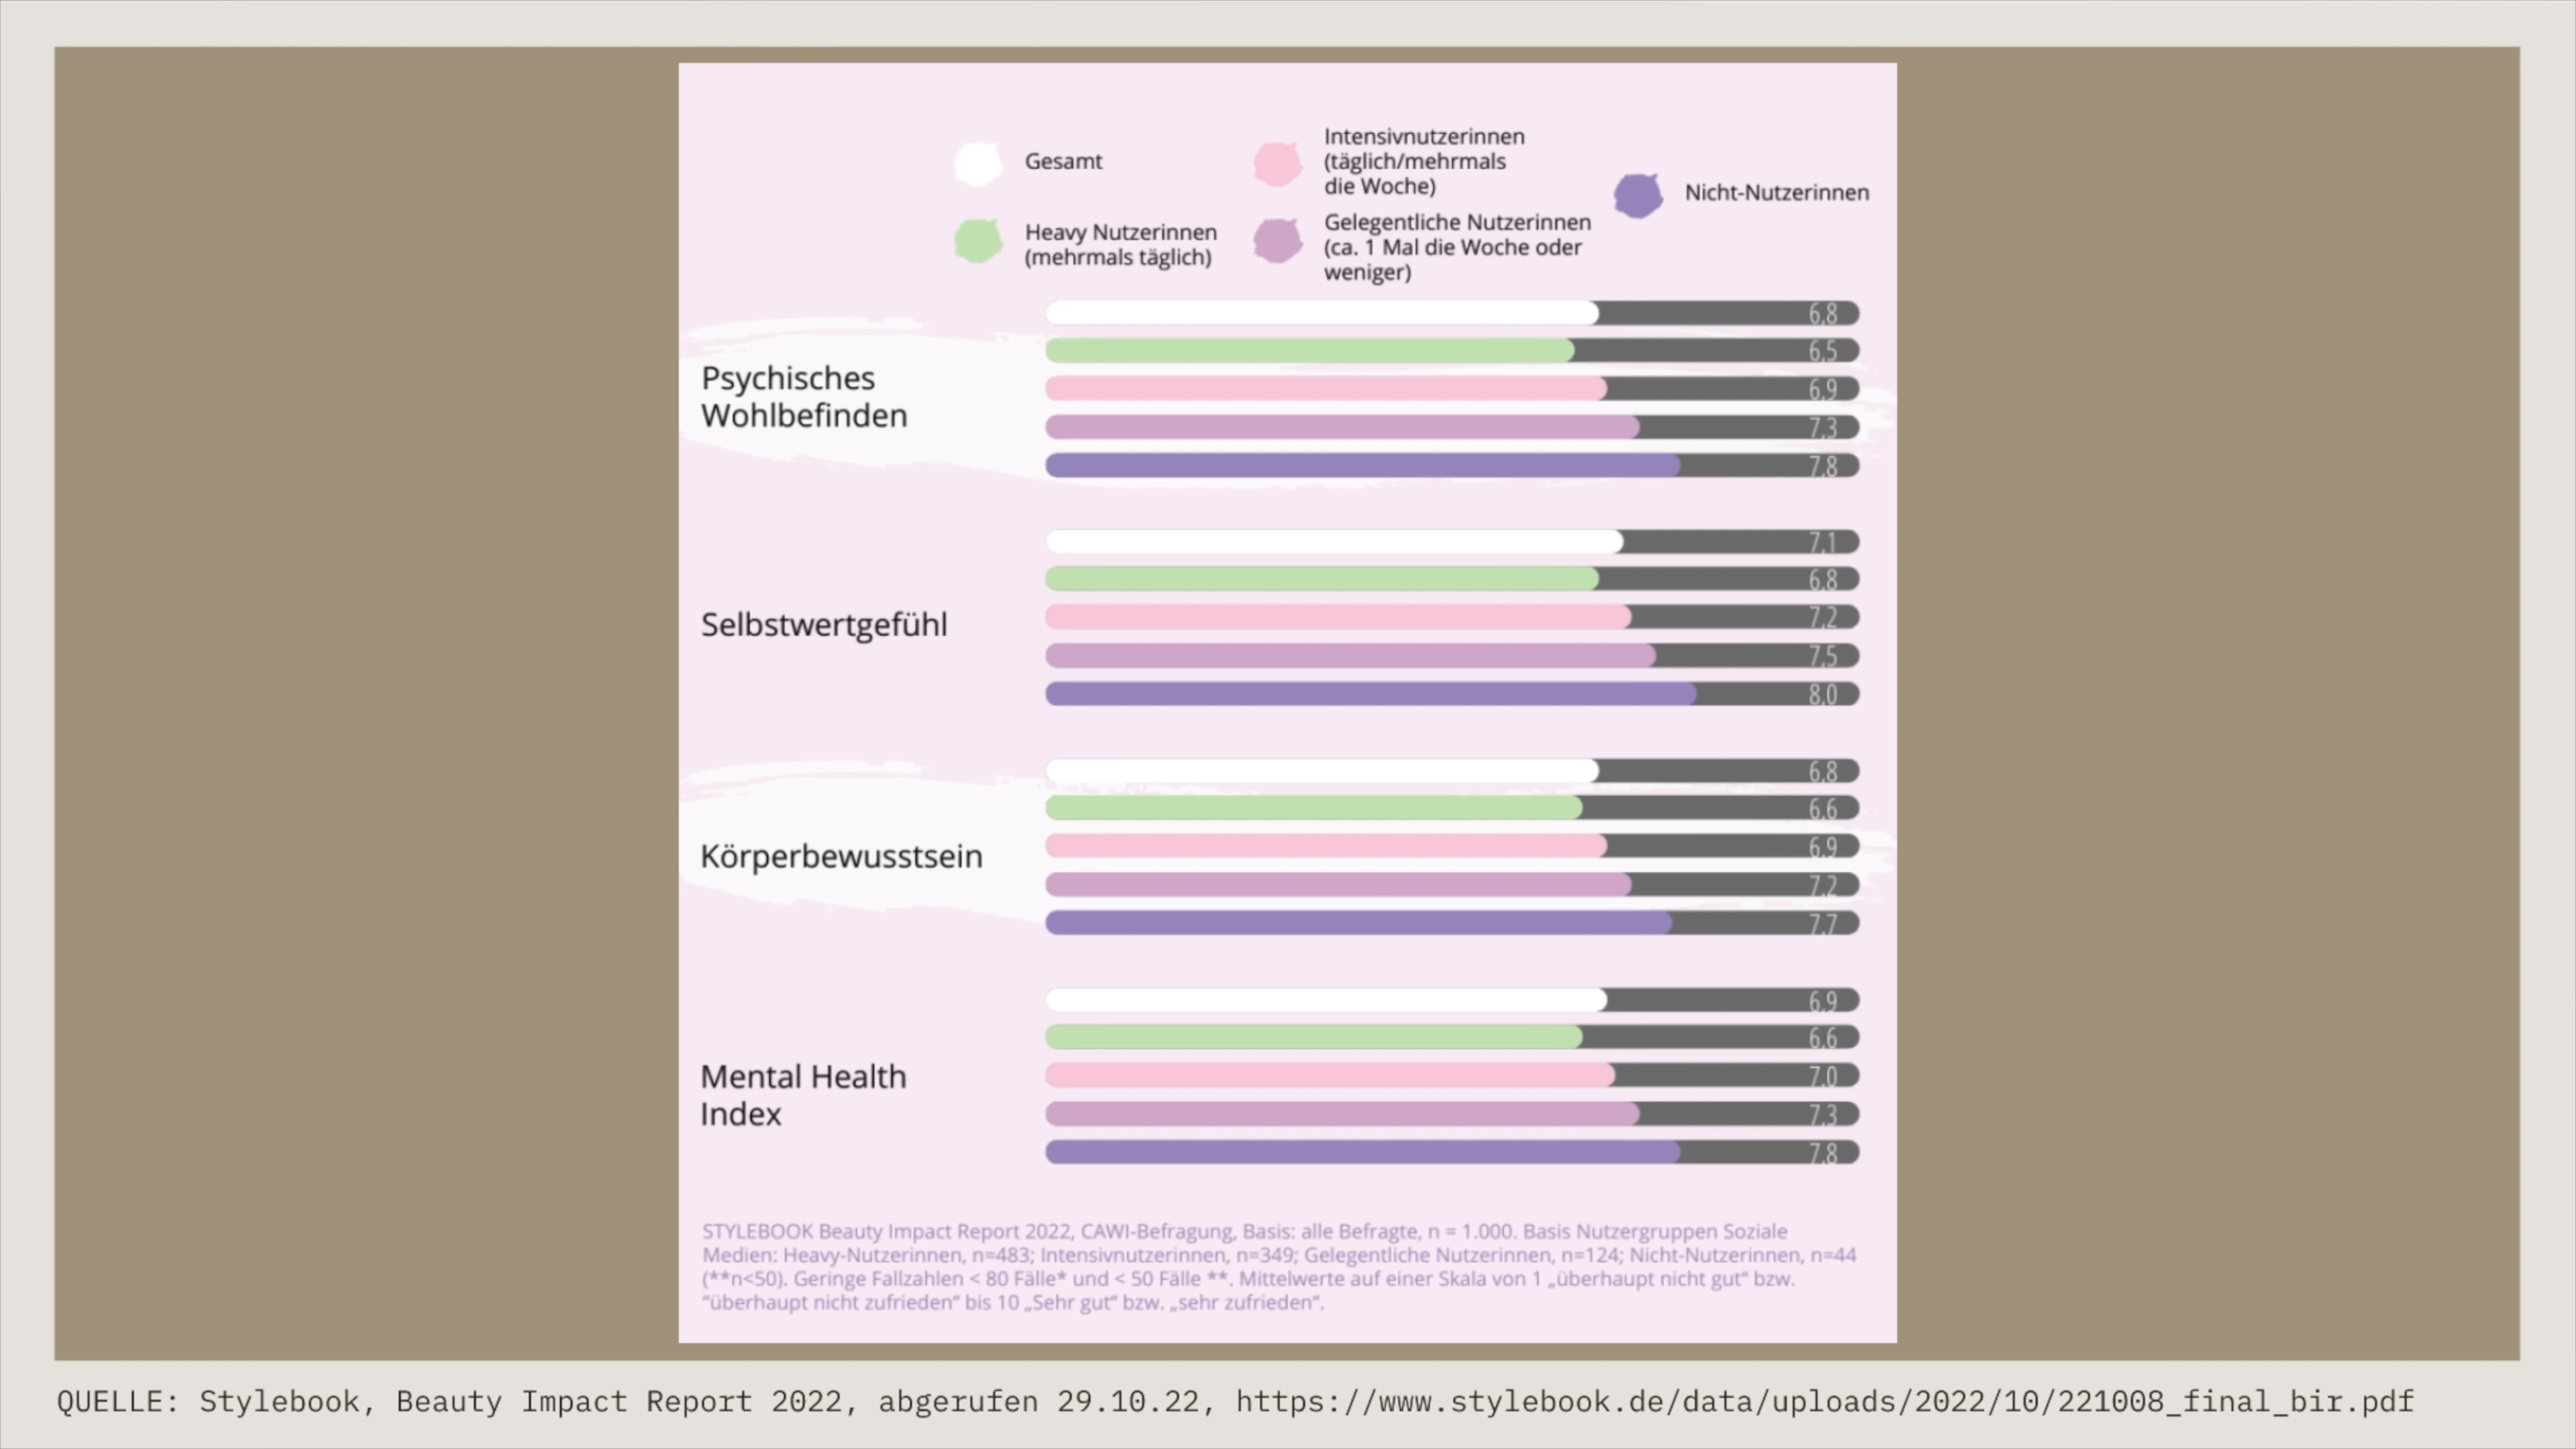 Gesamt
Heavy Nutzerinnen
(mehrmals täglich)
Intensivnutzerinnen
(täglich/mehrmals
die Woche)
Gelegentliche Nutzerinnen
(ca. 1 Mal die Woche oder
weniger)
Nicht-Nutzerinnen
Psychisches
Wohlbefinden
6,8
6,5
6,9
7,3
7,8
Selbstwertgefühl
7,1
6,8
7,2
7,5
8,0
Körperbewusstsein
6,8
6,6
6,9
7,2
7,7
Mental Health
Index
6,9
6,6
7,0
7,3
7,8
STYLEBOOK Beauty Impact Report 2022, CAWI-Befragung, Basis: alle Befragte, n = 1.000. Basis Nutzergruppen Soziale
Medien: Heavy-Nutzerinnen, n=483; Intensivnutzerinnen, n=349; Gelegentliche Nutzerinnen, n=124; Nicht-Nutzerinnen, n=44
(**n<50). Geringe Fallzahlen < 80 Fälle* und < 50 Fälle **. Mittelwerte auf einer Skala von 1 „überhaupt nicht gut“ bzw.
“überhaupt nicht zufrieden“ bis 10 „Sehr gut“ bzw. „sehr zufrieden“.
QUELLE: Stylebook, Beauty Impact Report 2022, abgerufen 29.10.22, https://www.stylebook.de/data/uploads/2022/10/221008_final_bir.pdf